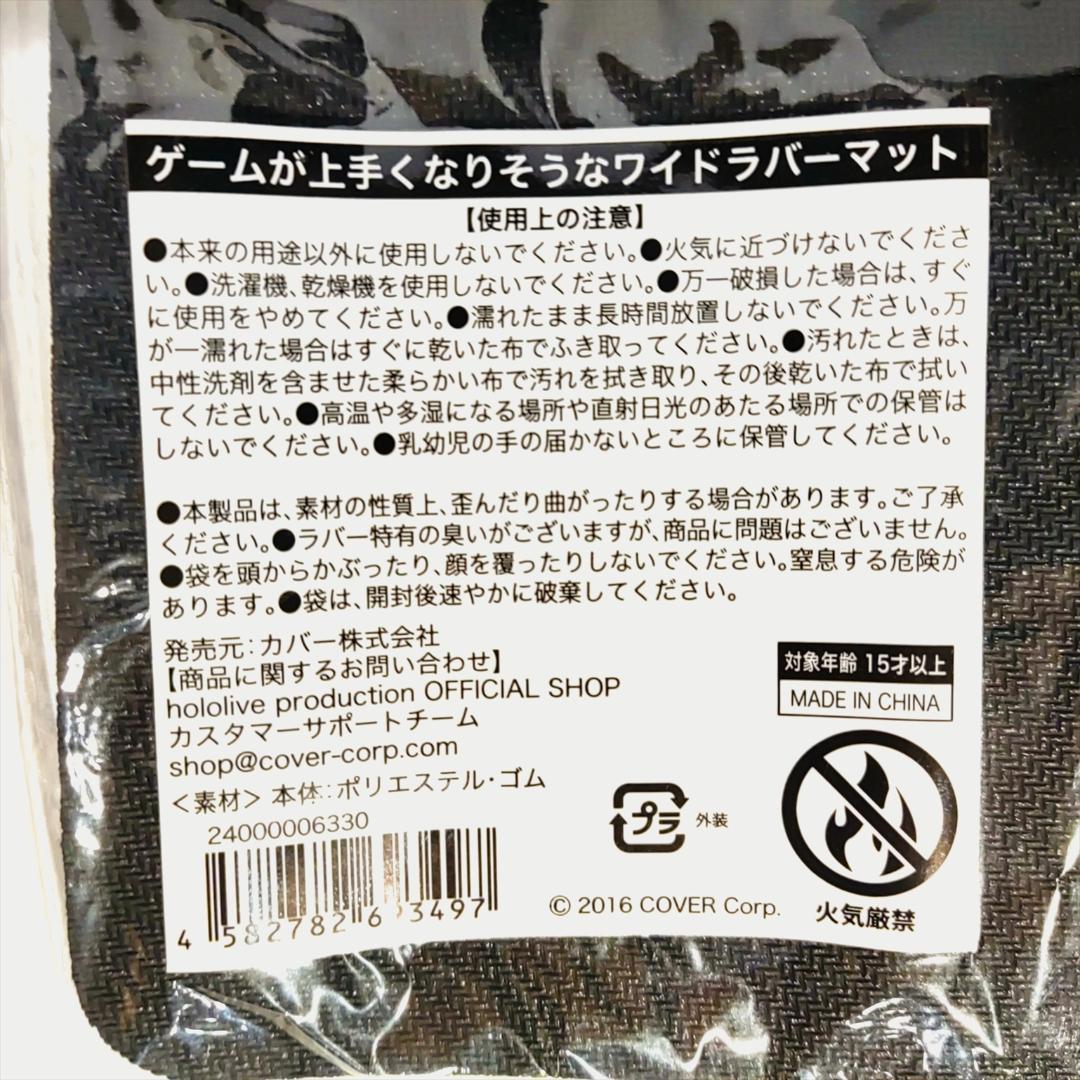 ゲームが上手くなりそうなワイドラバーマット
【使用上の注意】
●本来の用途以外に使用しないでください。●火気に近づけないでくださ
い。●洗濯機、乾燥機を使用しないでください。●万一破損した場合は、すぐ
に使用をやめてください。●濡れたまま長時間放置しないでください。万
が一濡れた場合はすぐに乾いた布でふき取ってください。●汚れたときは、
中性洗剤を含ませた柔らかい布で汚れを拭き取り、その後乾いた布で拭い
てください。●高温や多湿になる場所や直射日光のあたる場所での保管は
しないでください。●乳幼児の手の届かないところに保管してください。
●本製品は、素材の性質上、歪んだり曲がったりする場合があります。ご了承
ください。●ラバー特有の臭いがございますが、商品に問題はございません。
●袋を頭からかぶったり、顔を覆ったりしないでください。窒息する危険が
あります。●袋は、開封後速やかに破棄してください。
発売元：カバー株式会社
【商品に関するお問い合わせ】
hololive production OFFICIAL SHOP
カスタマーサポートチーム
shop@cover-corp.com
＜素材＞ 本体：ポリエステル・ゴム
24000006330
4 582782 6 3497
対象年齢 15才以上
MADE IN CHINA
プラ 外装
© 2016 COVER Corp.
火気厳禁